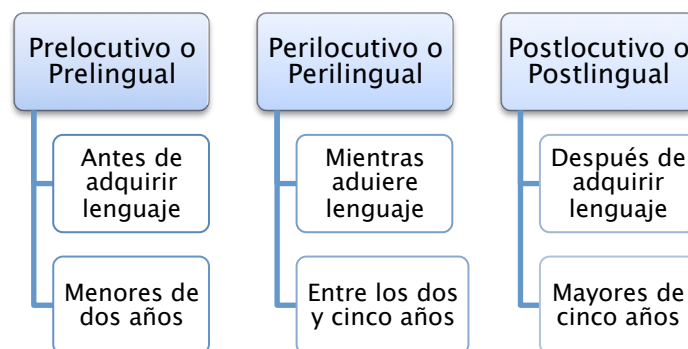 Prelocutivo o
Prelingual
Antes de
adquirir
lenguaje
Menores de
dos años
Perilocutivo o
Perilingual
Mientras
aduiere
lenguaje
Entre los dos
y cinco años
Postlocutivo o
Postlingual
Después de
adquirir
lenguaje
Mayores de
cinco años